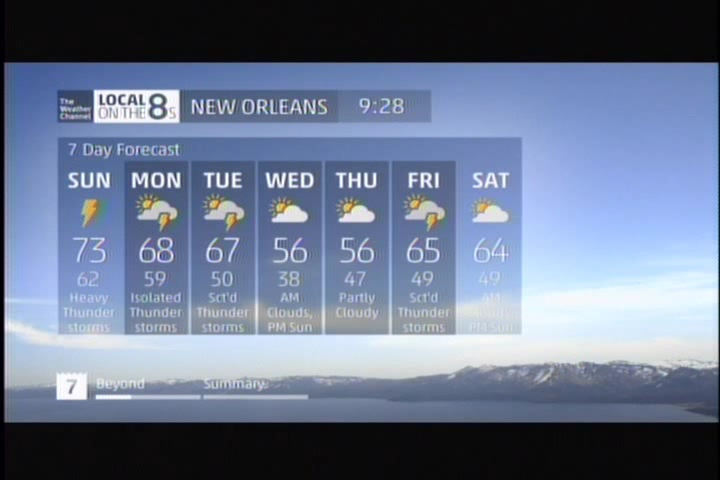 The Weather Channel
LOCAL ON THE 8s
NEW ORLEANS
9:28
7 Day Forecast
SUN MON TUE WED THU FRI SAT
73 68 67 56 56 65 64
62 59 50 38 47 49 49
Heavy Isolated Sct'd AM Partly Sct'd AM
Thunder Thunder Thunder Clouds, Cloudy Thunder
storms storms storms PM Sun storms PM Sun
7 Beyond Summary